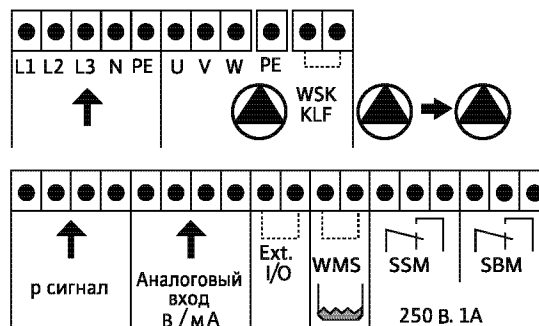 L1 L2 L3 N PE U V W PE
WSK
KLF
р сигнал
Аналоговый
вход
В / мА
Ext.
I/O
WMS
SSM
SBM
250 В. 1А